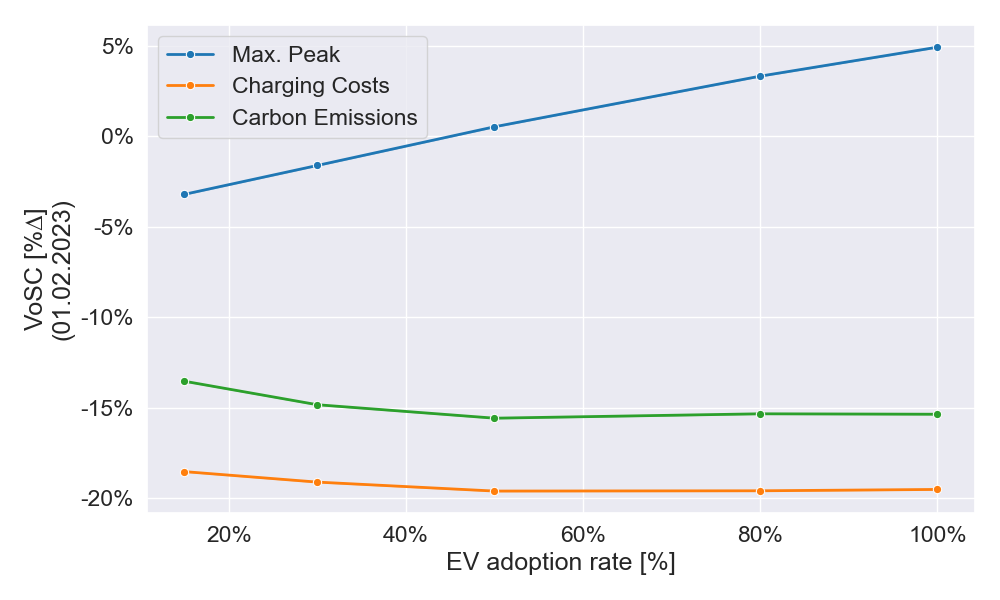 Max. Peak
Charging Costs
Carbon Emissions
5%
0%
-5%
-10%
-15%
-20%
VoSC [%Δ]
(01.02.2023)
20%
40%
60%
80%
100%
EV adoption rate [%]